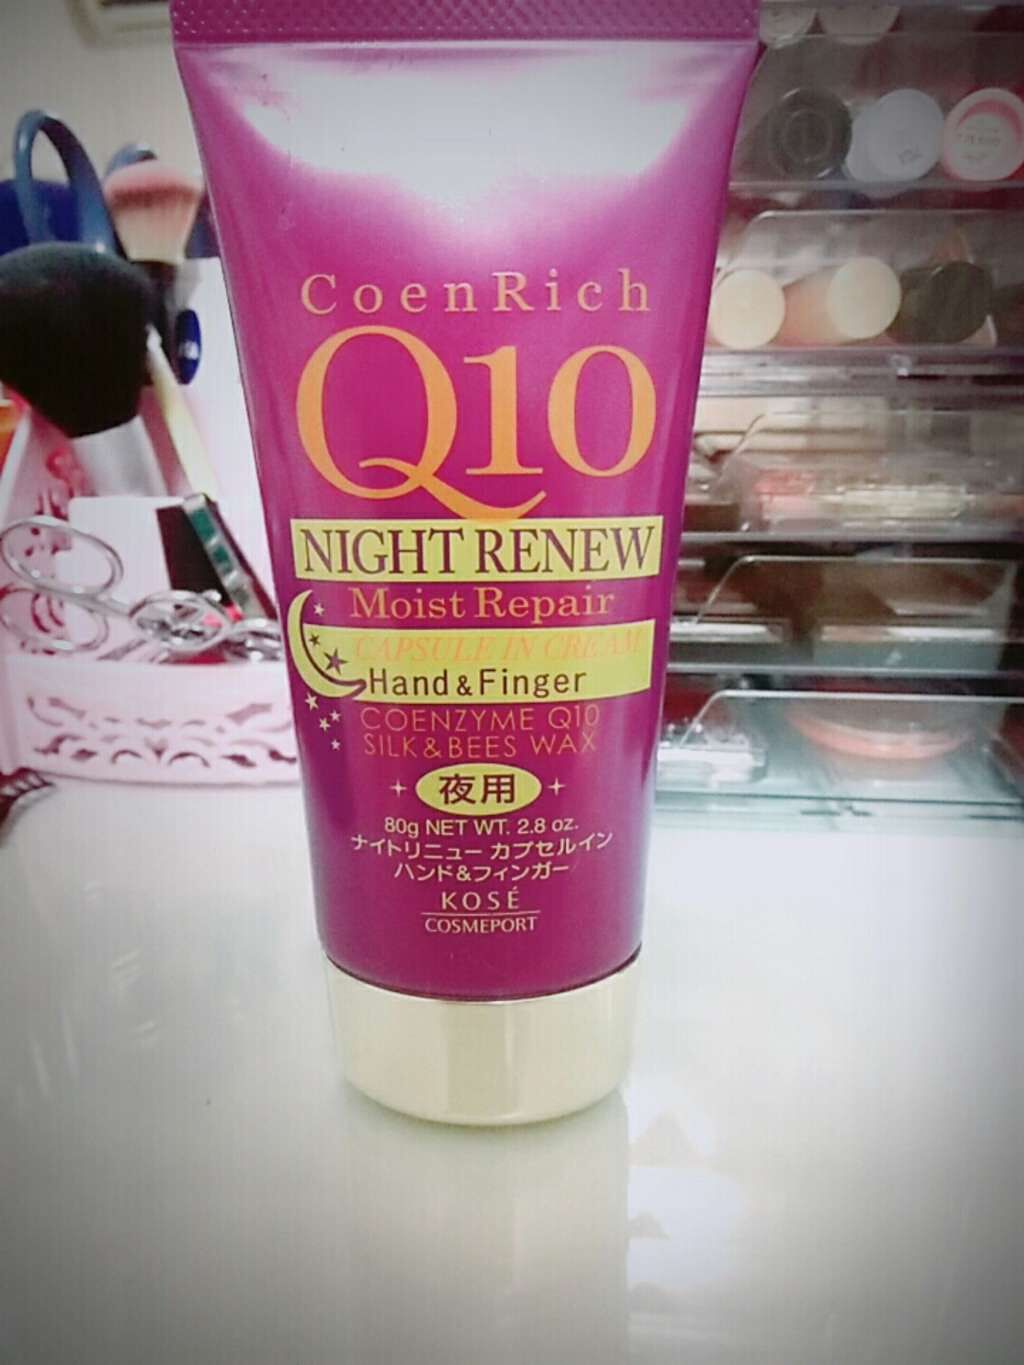 CoenRich
Q10
NIGHT RENEW
Moist Repair
CAPSULE IN CREAM
Hand & Finger
COENZYME Q10
SILK & BEES WAX
夜用
80g NET WT. 2.8 oz.
ナイトリニュー カプセルイン
ハンド&フィンガー
KOSÉ
COSMEPORT